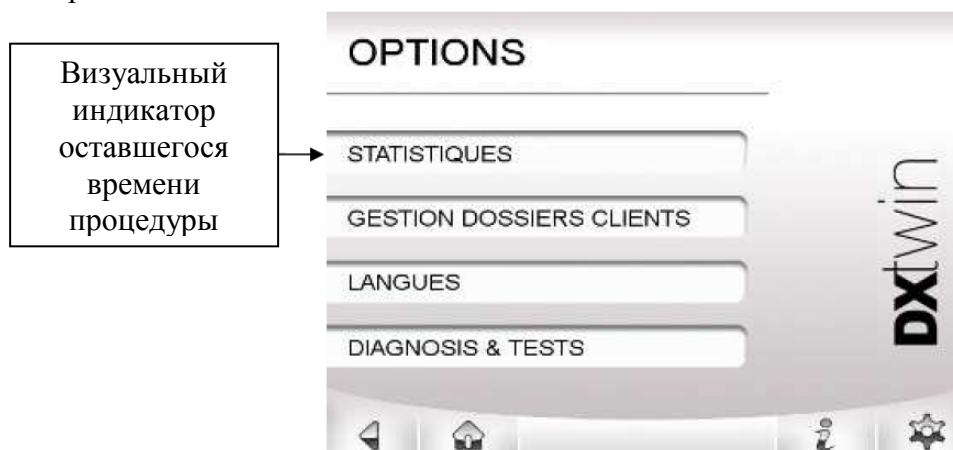 Визуальный
индикатор
оставшегося
времени
процедуры
OPTIONS
STATISTIQUES
GESTION DOSSIERS CLIENTS
LANGUES
DIAGNOSIS & TESTS
DXtwin
i